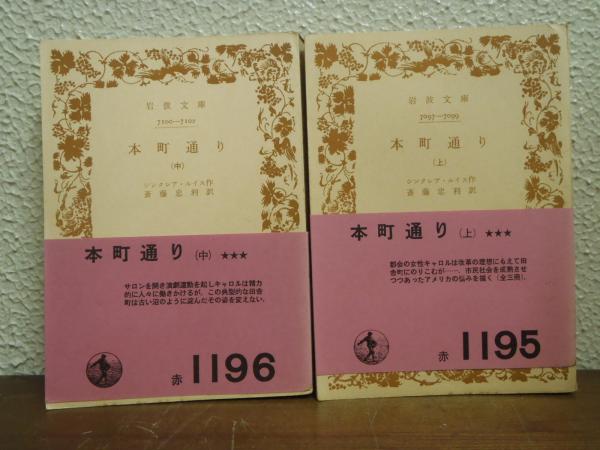 岩波文庫
7100—7102
本町通り
(中)
シンクレア・ルイス作
斎藤忠利訳
本町通り(中)★★★
サロンを開き演劇運動を起しキャロルは精力
的に人々に働きかけるが、この典型的な田舎
町は古い沼のように淀んだその姿を変えない。
赤 1196
岩波文庫
7097—7099
本町通り
(上)
シンクレア・ルイス作
斎藤忠利訳
本町通り(上)★★★
都会の女性キャロルは改革の理想にもえて田
舎町にのりこむが……。市民社会を成熟させ
つつあったアメリカの悩みを描く(全三冊)。
赤 1195